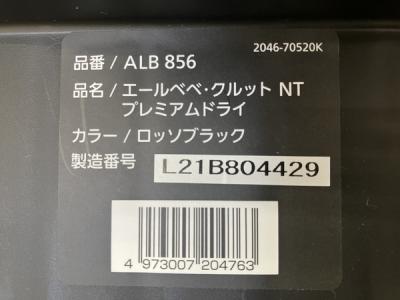 2046-70520K
品番 / ALB 856
品名 / エールベベ・クルット NT
プレミアムドライ
カラー / ロッソブラック
製造番号 L21B804429
4 973007 204763